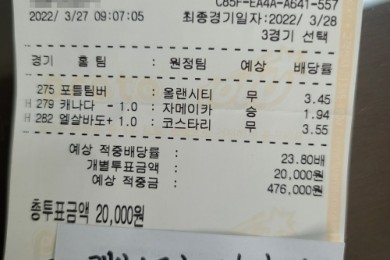 C85F-EA4A-A641-557
2022/ 3/27 09:07:05 최종경기일자:2022/ 3/28
3경기 선택
경기 홈 팀 : 원정팀 예상 배당률
275 포틀팀버 : 올랜시티 무 3.45
H 279 캐나다 - 1.0 : 자메이카 승 1.94
H 282 엘살바도+ 1.0 : 코스타리 무 3.55
예상 적중배당률 : 23.80배
개별투표금액 : 20,000원
예상 적중금 : 476,000원
총투표금액 20,000원